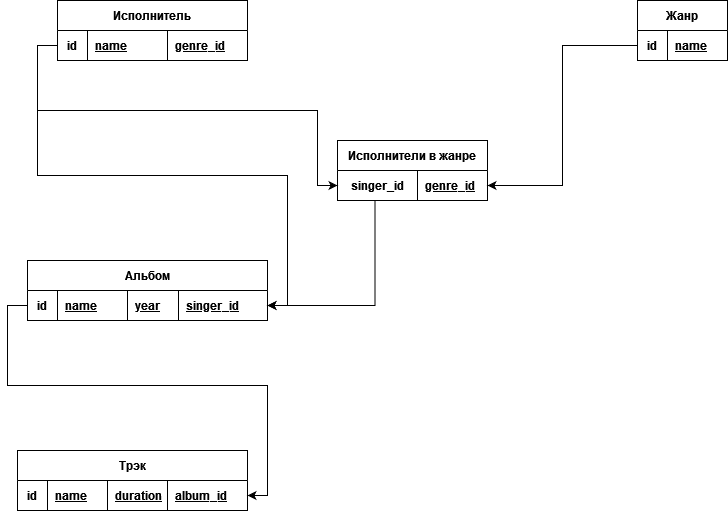 Исполнитель
id name genre_id
Жанр
id name
Исполнители в жанре
singer_id genre_id
Альбом
id name year singer_id
Трэк
id name duration album_id